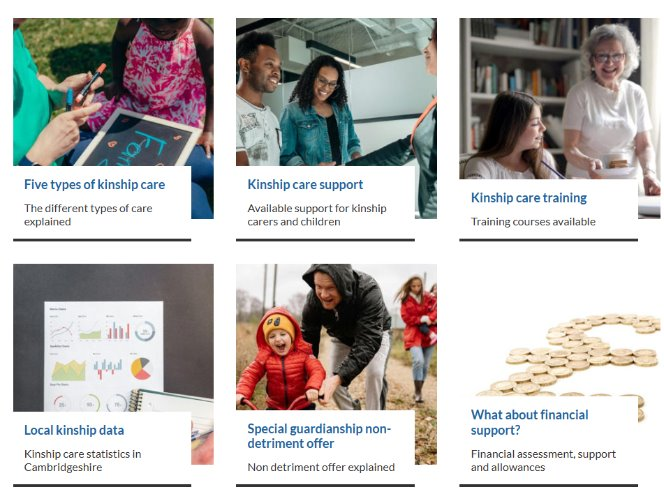 Five types of kinship care
The different types of care
explained
Kinship care support
Available support for kinship
carers and children
Kinship care training
Training courses available
Local kinship data
Kinship care statistics in
Cambridgeshire
Special guardianship non-
detriment offer
Non detriment offer explained
What about financial
support?
Financial assessment, support
and allowances